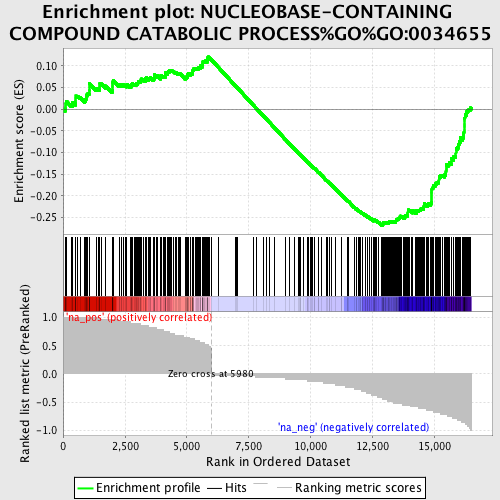 Enrichment plot: NUCLEOBASE-CONTAINING
COMPOUND CATABOLIC PROCESS%GO%GO:0034655
Enrichment score (ES)
0.10
0.05
0.00
-0.05
-0.10
-0.15
-0.20
-0.25
Ranked list metric (PreRanked)
1.0
0.5
0.0
-0.5
-1.0
'na_pos' (positively correlated)
Zero cross at 5980
'na_neg' (negatively correlated)
0
2,500
5,000
7,500
10,000
12,500
15,000
Rank in Ordered Dataset
Enrichment profile
Hits
Ranking metric scores